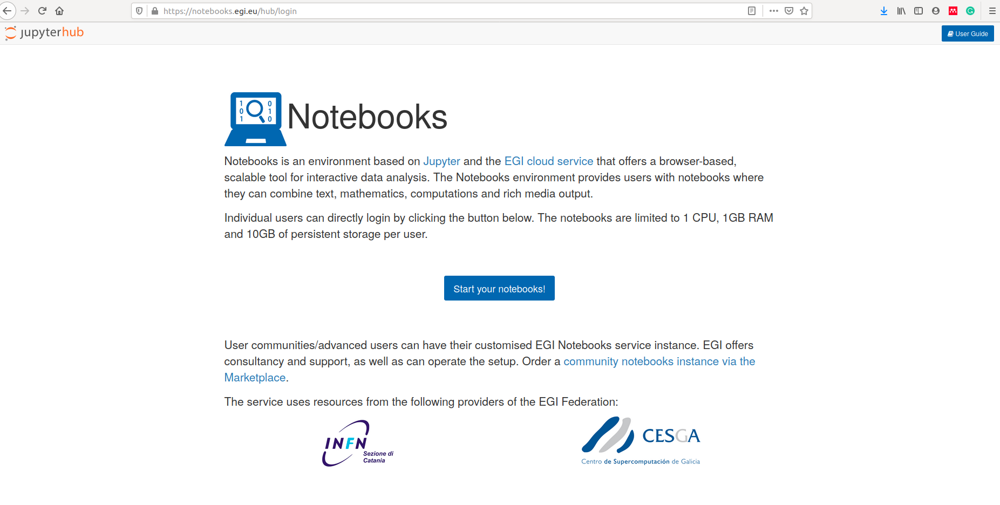 https://notebooks.egi.eu/hub/login
jupyterhub
User Guide
1 0
0 1
1 0
Notebooks
Notebooks is an environment based on Jupyter and the EGI cloud service that offers a browser-based,
scalable tool for interactive data analysis. The Notebooks environment provides users with notebooks where
they can combine text, mathematics, computations and rich media output.
Individual users can directly login by clicking the button below. The notebooks are limited to 1 CPU, 1GB RAM
and 10GB of persistent storage per user.
Start your notebooks!
User communities/advanced users can have their customised EGI Notebooks service instance. EGI offers
consultancy and support, as well as can operate the setup. Order a community notebooks instance via the
Marketplace.
The service uses resources from the following providers of the EGI Federation:
INFN
Sezione di
Catania
CESGA
Centro de Supercomputación de Galicia